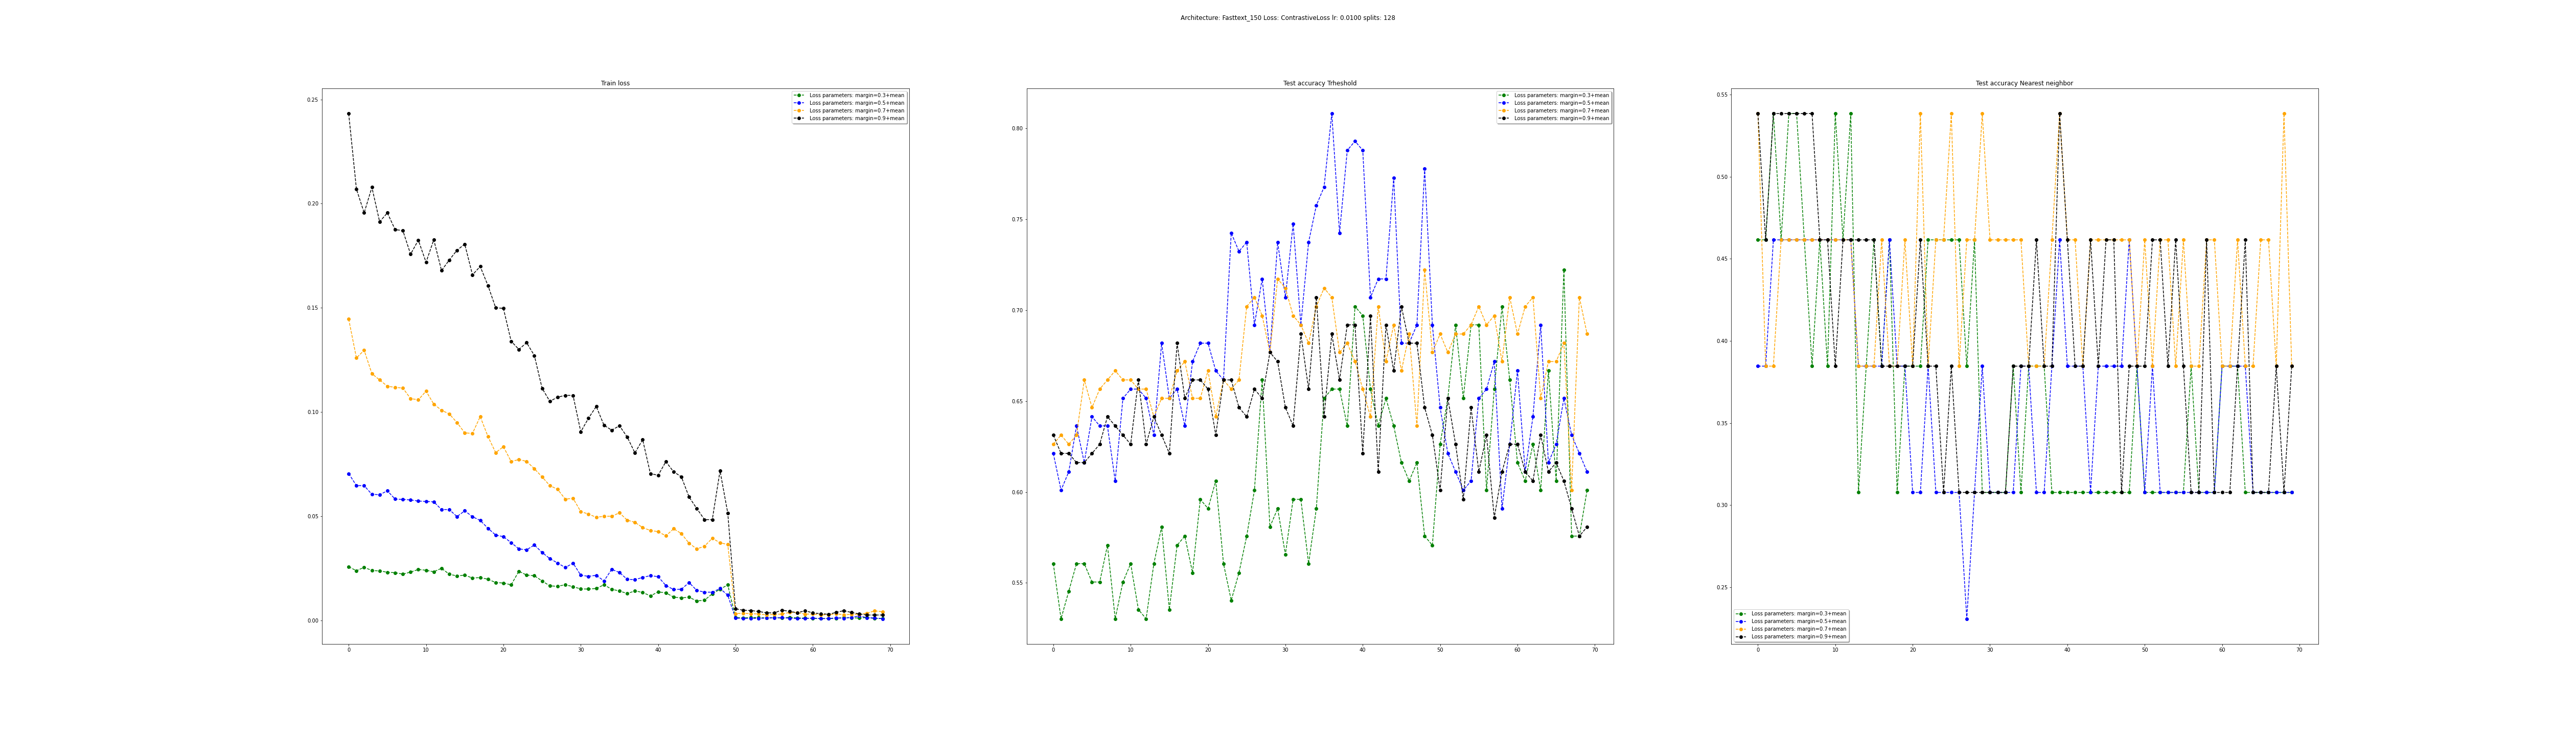 Architecture: Fasttext_150 Loss: ContrastiveLoss lr: 0.0100 splits: 128
Train loss
0.25
0.20
0.15
0.10
0.05
0.00
0 10 20 30 40 50 60 70
Loss parameters: margin=0.3+mean
Loss parameters: margin=0.5+mean
Loss parameters: margin=0.7+mean
Loss parameters: margin=0.9+mean
Test accuracy Trheshold
0.80
0.75
0.70
0.65
0.60
0.55
0 10 20 30 40 50 60 70
Loss parameters: margin=0.3+mean
Loss parameters: margin=0.5+mean
Loss parameters: margin=0.7+mean
Loss parameters: margin=0.9+mean
Test accuracy Nearest neighbor
0.55
0.50
0.45
0.40
0.35
0.30
0.25
0 10 20 30 40 50 60 70
Loss parameters: margin=0.3+mean
Loss parameters: margin=0.5+mean
Loss parameters: margin=0.7+mean
Loss parameters: margin=0.9+mean